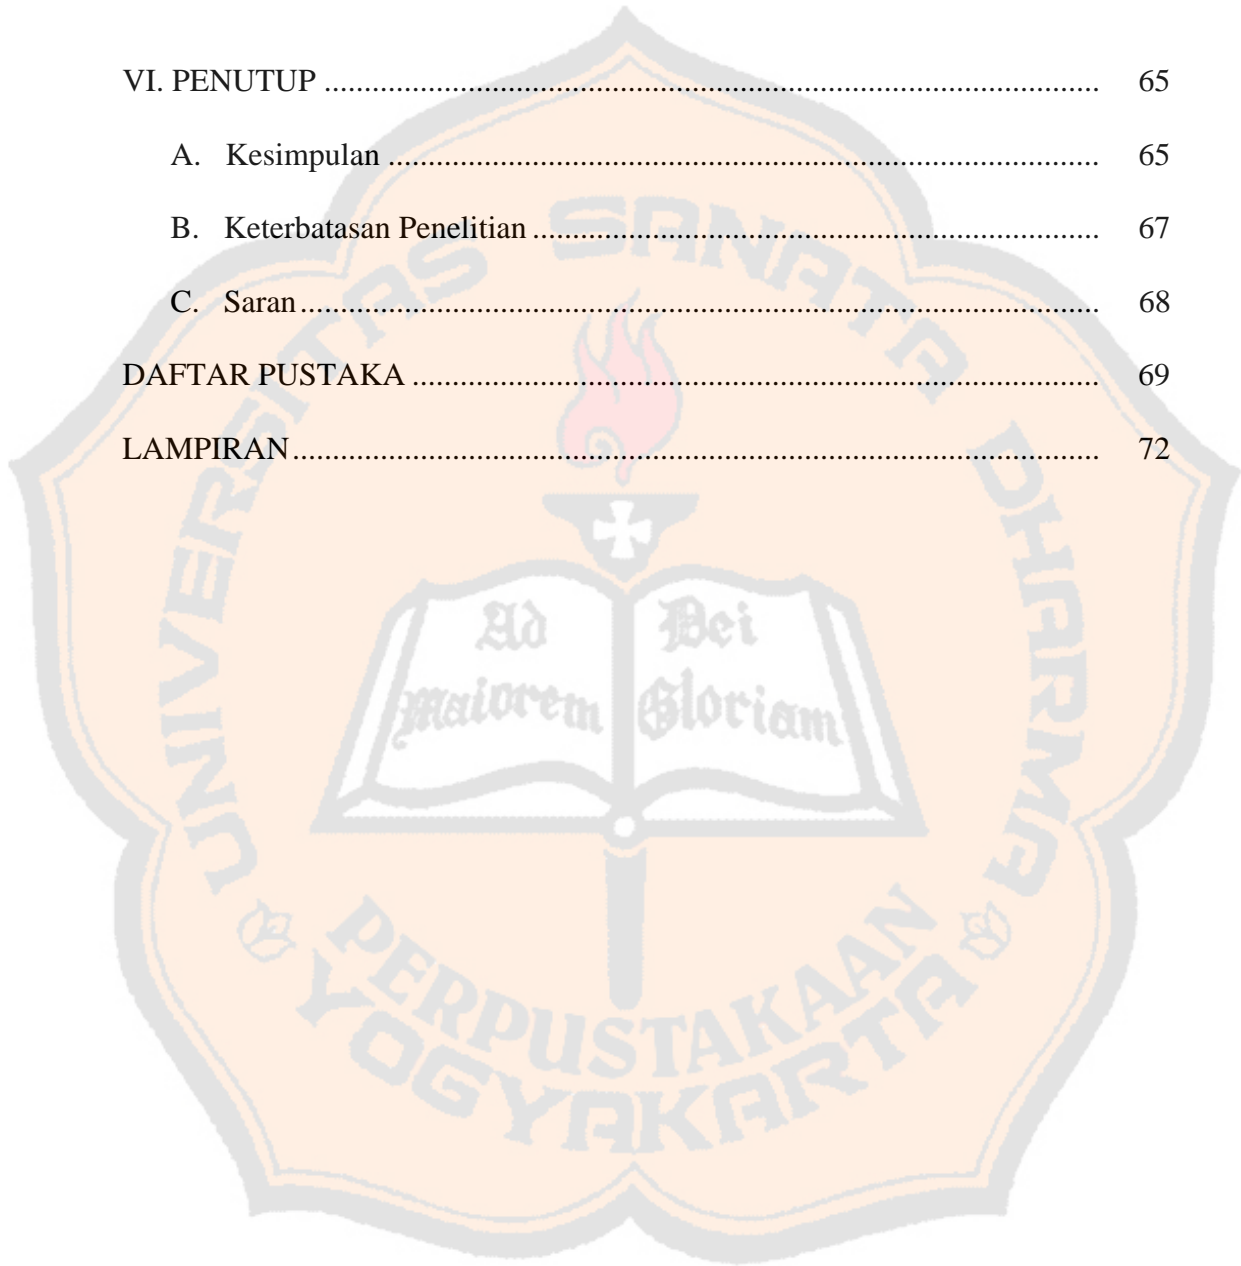 VI. PENUTUP ................................................................................................. 65
A. Kesimpulan ......................................................................................... 65
B. Keterbatasan Penelitian ....................................................................... 67
C. Saran .................................................................................................... 68
DAFTAR PUSTAKA ...................................................................................... 69
LAMPIRAN ..................................................................................................... 72
UNIVERSITAS SANATA DHARMA
Ad Dei
maiorem Gloriam
PERPUSTAKAAN
YOGYAKARTA